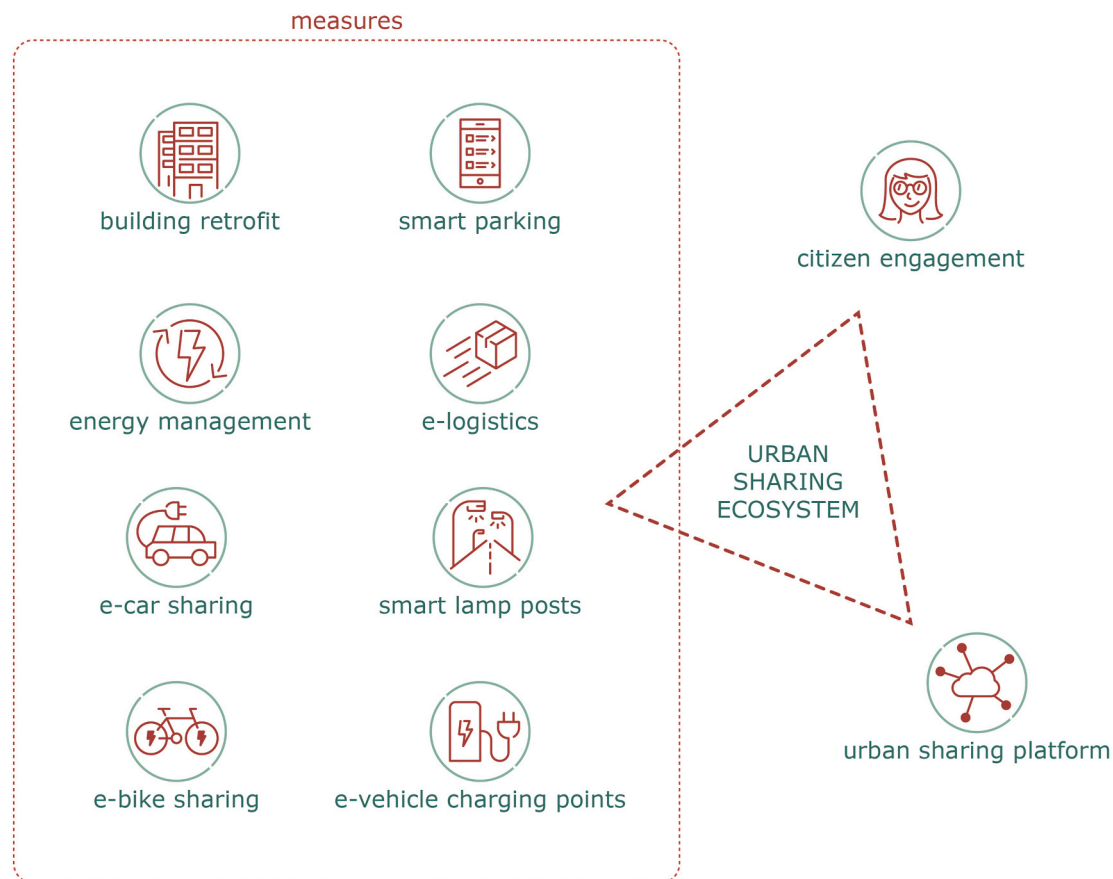 measures
building retrofit
smart parking
citizen engagement
energy management
e-logistics
URBAN
SHARING
ECOSYSTEM
e-car sharing
smart lamp posts
urban sharing platform
e-bike sharing
e-vehicle charging points